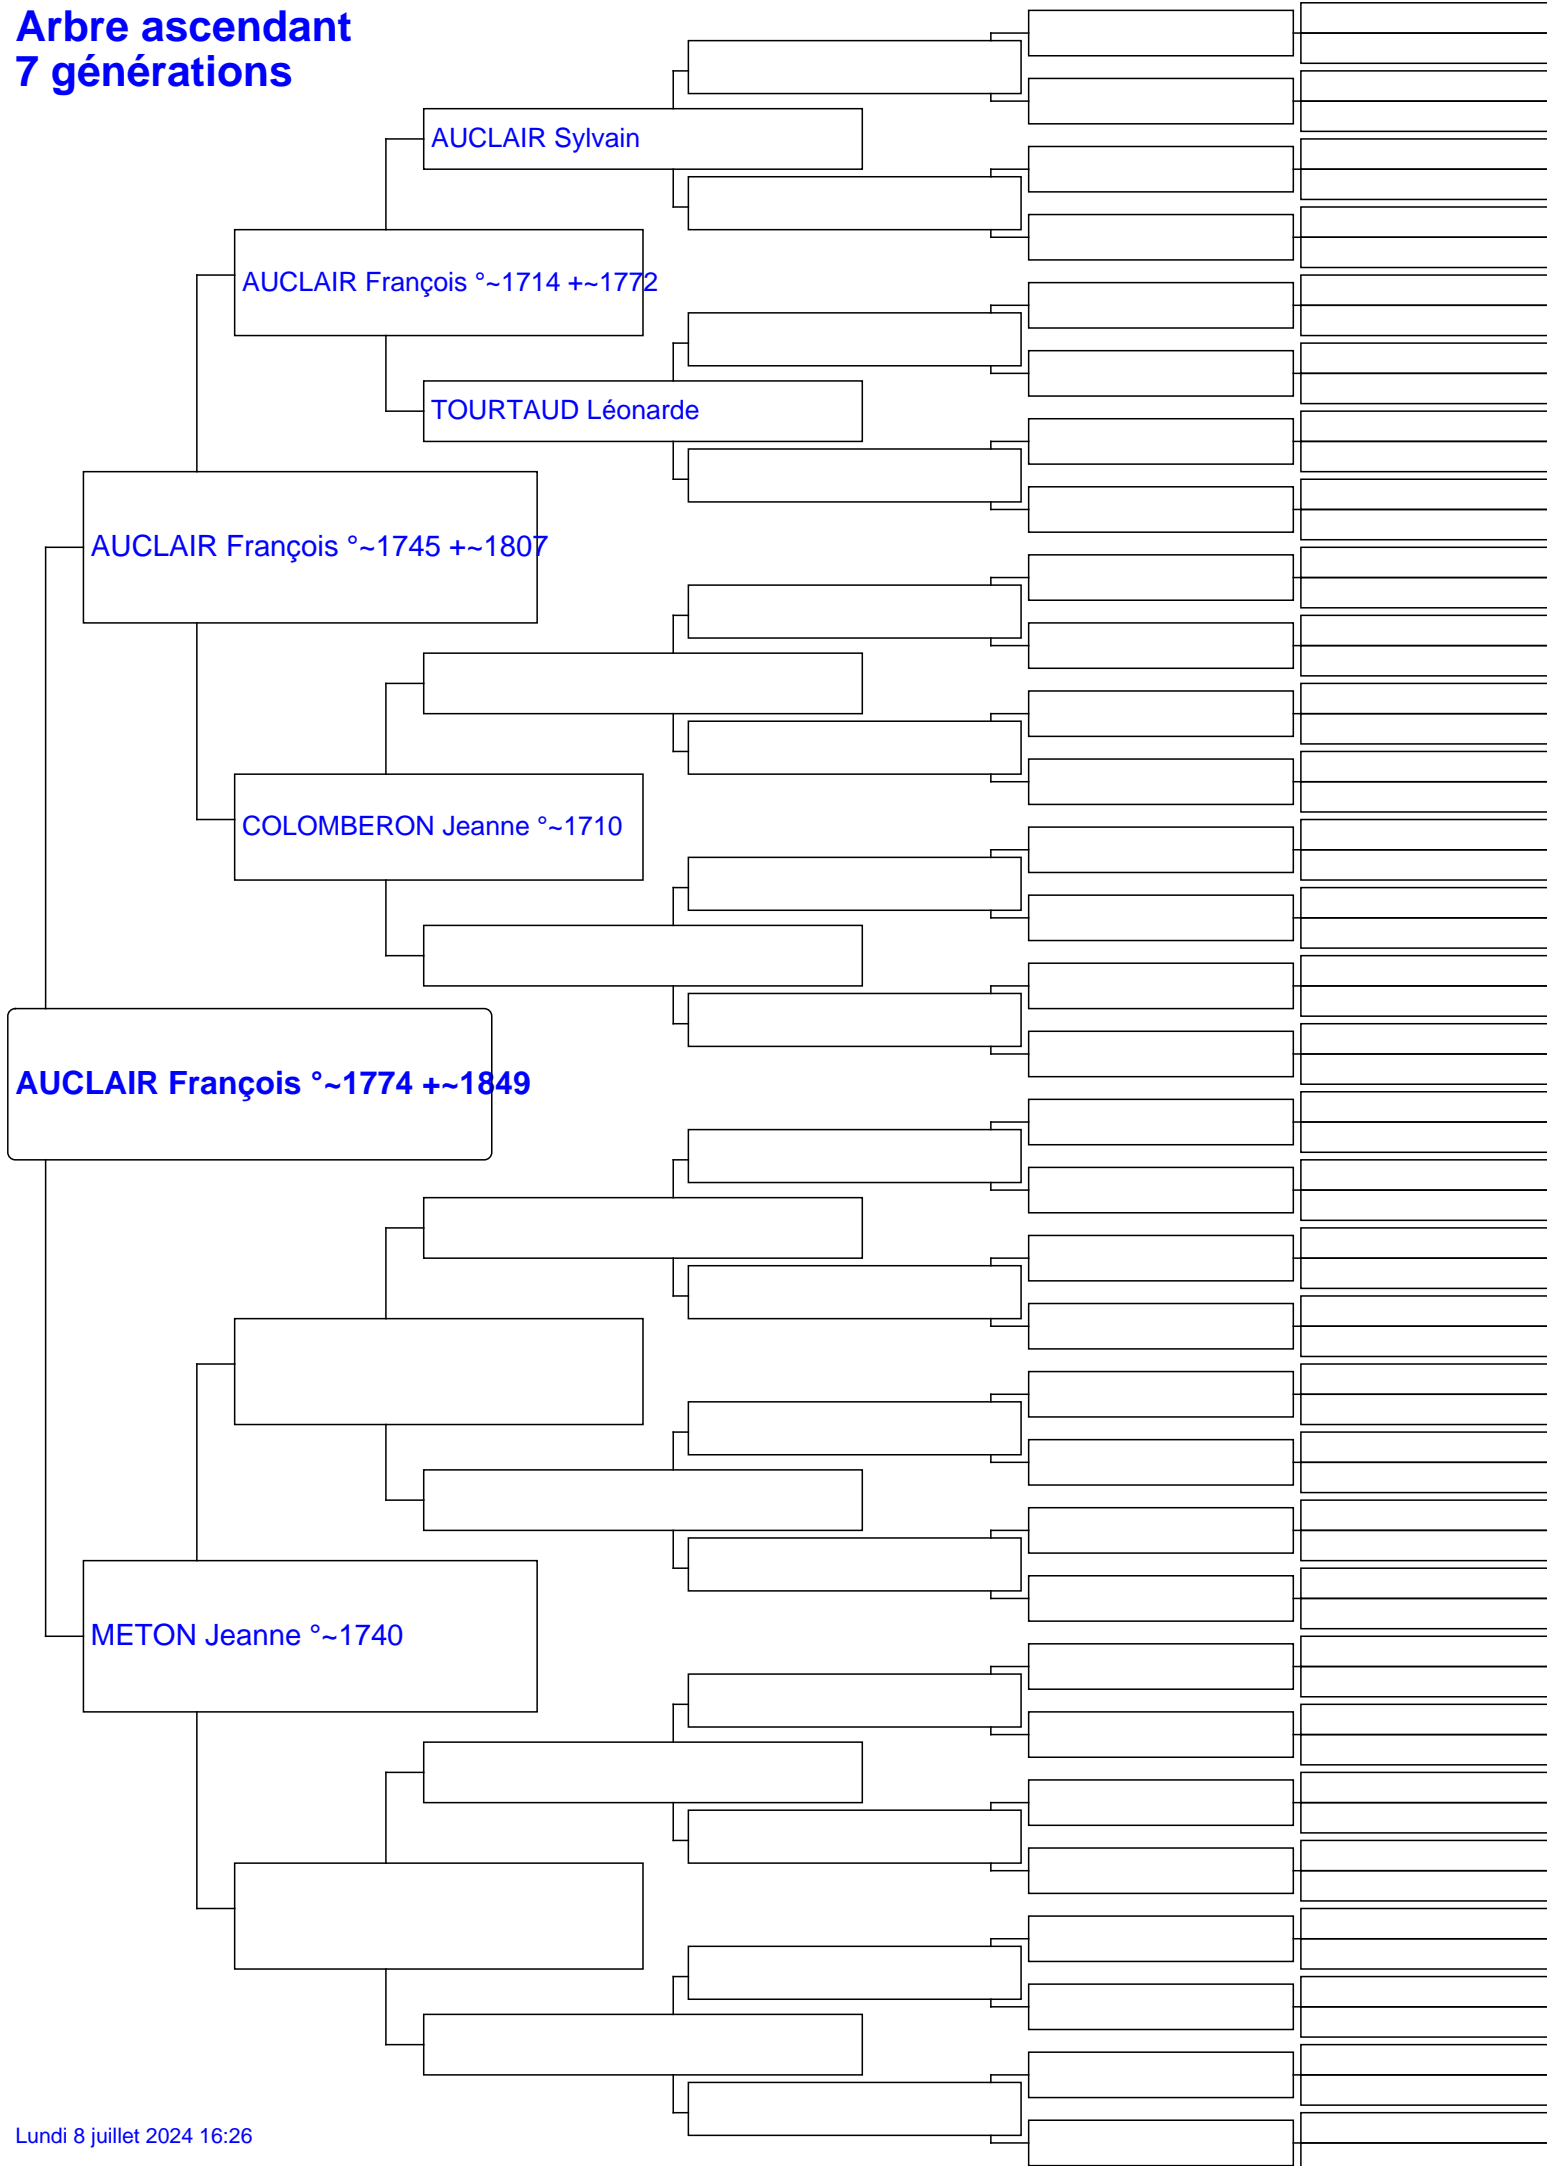 Arbre ascendant
7 générations
AUCLAIR Sylvain
AUCLAIR François °~1714 +~1772
TOURTAUD Léonarde
AUCLAIR François °~1745 +~1807
COLOMBERON Jeanne °~1710
AUCLAIR François °~1774 +~1849
METON Jeanne °~1740
Lundi 8 juillet 2024 16:26